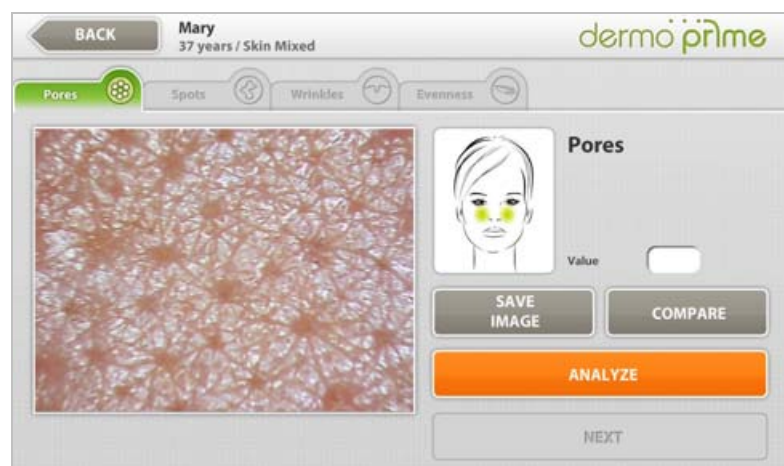 BACK
Mary
37 years / Skin Mixed
dermo prime
Pores
Spots
Wrinkles
Evenness
Pores
Value
SAVE
IMAGE
COMPARE
ANALYZE
NEXT